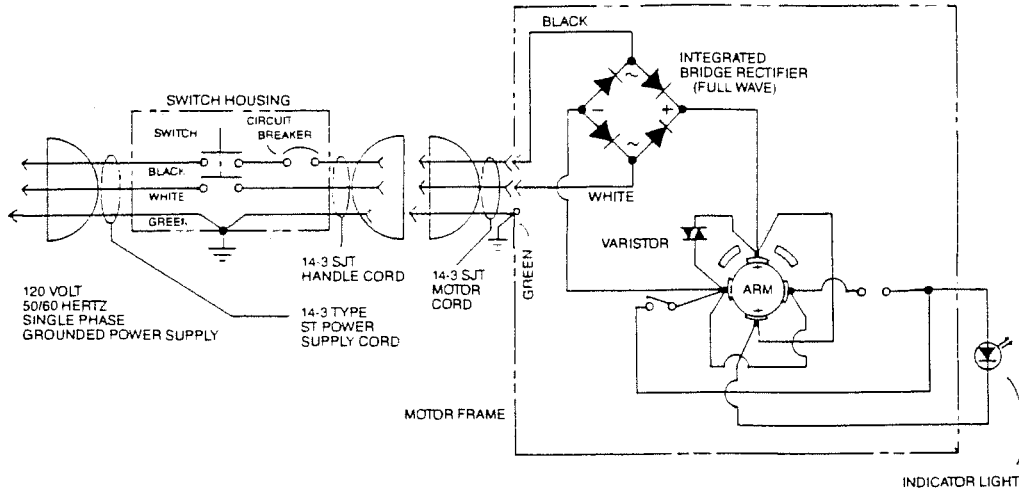 BLACK
INTEGRATED
BRIDGE RECTIFIER
(FULL WAVE)
SWITCH HOUSING
SWITCH
CIRCUIT
BREAKER
BLACK
WHITE
GREEN
WHITE
VARISTOR
ARM
GREEN
14-3 SJT
HANDLE CORD
14-3 SJT
MOTOR
CORD
120 VOLT
50/60 HERTZ
SINGLE PHASE
GROUNDED POWER SUPPLY
14-3 TYPE
ST POWER
SUPPLY CORD
MOTOR FRAME
INDICATOR LIGHT